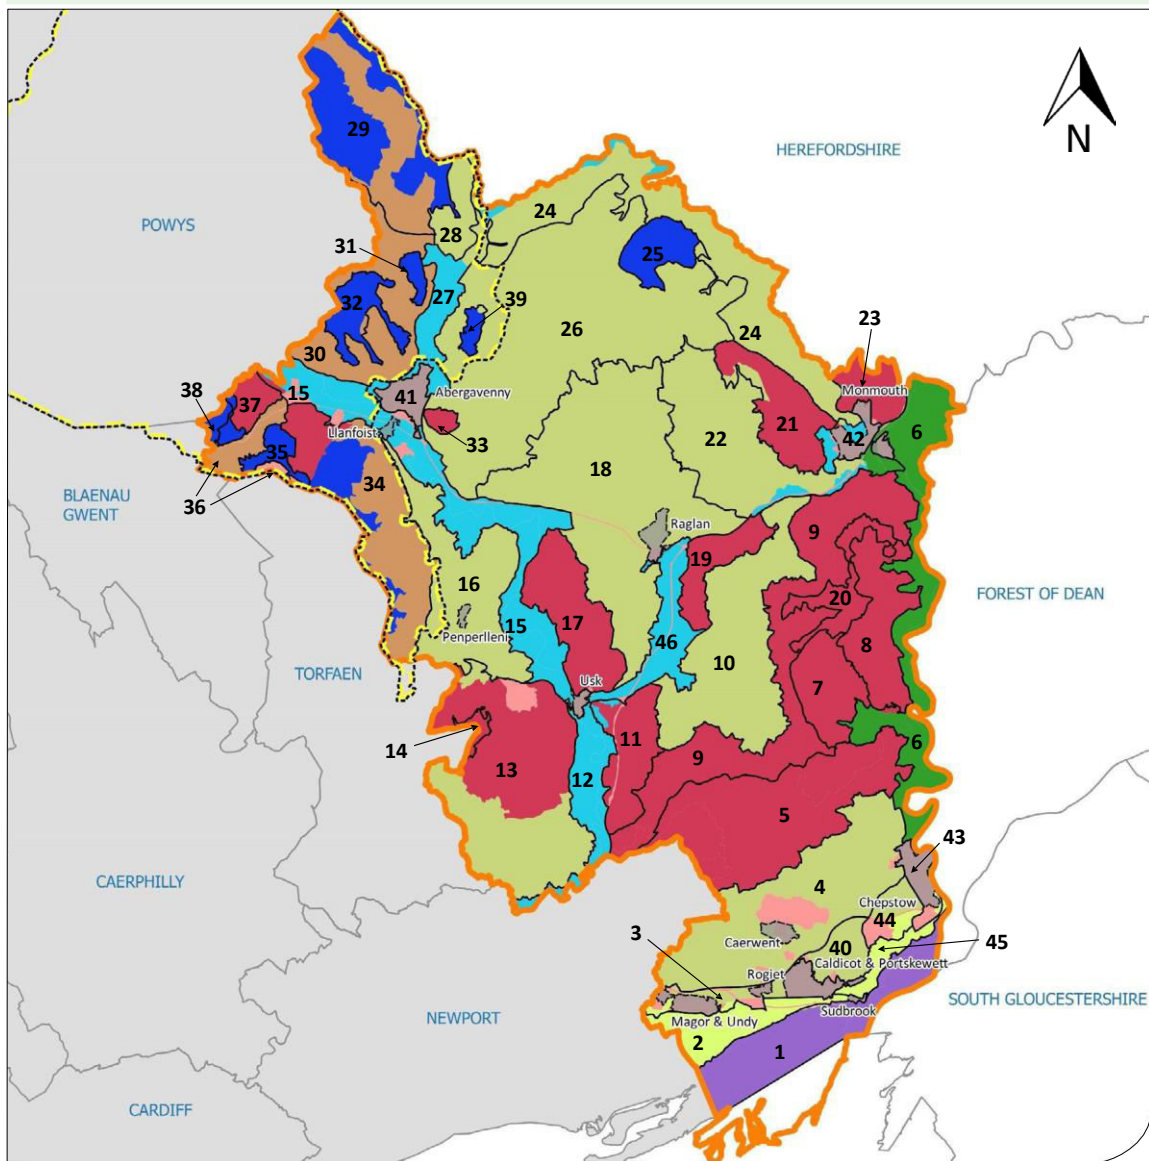 N
HEREFORDSHIRE
29
24
POWYS
28
31
25
27
39
32
26
23
24
30
Monmouth
38
37
15
Abergavenny
41
6
21
42
Llanfoist
33
22
35
18
34
BLAENAU
GWENT
36
Raglan
9
19
16
FOREST OF DEAN
20
15
17
Penperlleni
8
46
10
TORFAEN
7
Usk
6
14
11
9
13
12
5
43
CAERPHILLY
4
Chepstow
44
3
45
Caerwent
40
Caldicot & Portskewett
Rogiet
SOUTH GLOUCESTERSHIRE
Sudbrook
NEWPORT
Magor & Undy
2
1
CARDIFF